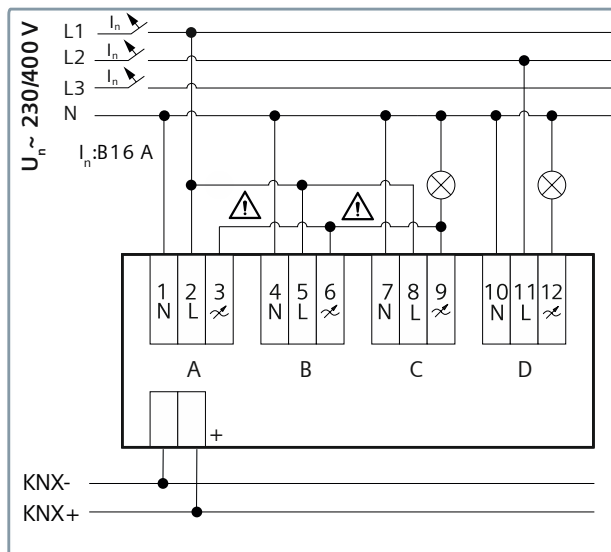 Uₙ~ 230/400 V
L1 Iₙ
L2 Iₙ
L3 Iₙ
N
Iₙ:B16 A
1 2 3 4 5 6 7 8 9 10 11 12
N L N L N L N L
A B C D
+
KNX-
KNX+